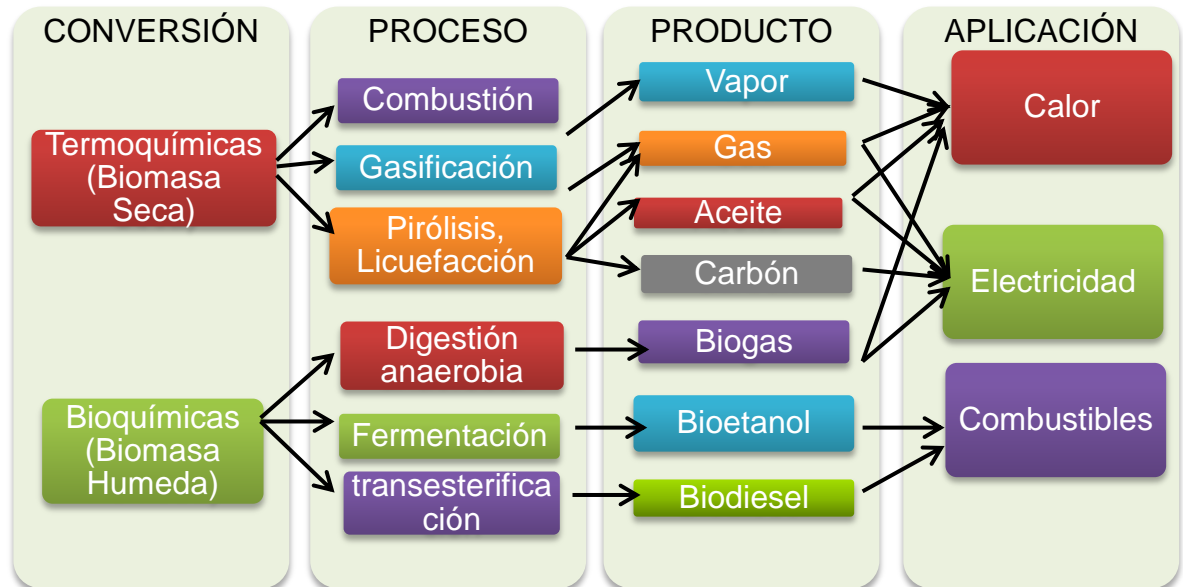 CONVERSIÓN
Termoquímicas
(Biomasa
Seca)
Bioquímicas
(Biomasa
Humeda)
PROCESO
Combustión
Gasificación
Pirólisis,
Licuefacción
Digestión
anaerobia
Fermentación
transesterifica
ción
PRODUCTO
Vapor
Gas
Aceite
Carbón
Biogas
Bioetanol
Biodiesel
APLICACIÓN
Calor
Electricidad
Combustibles